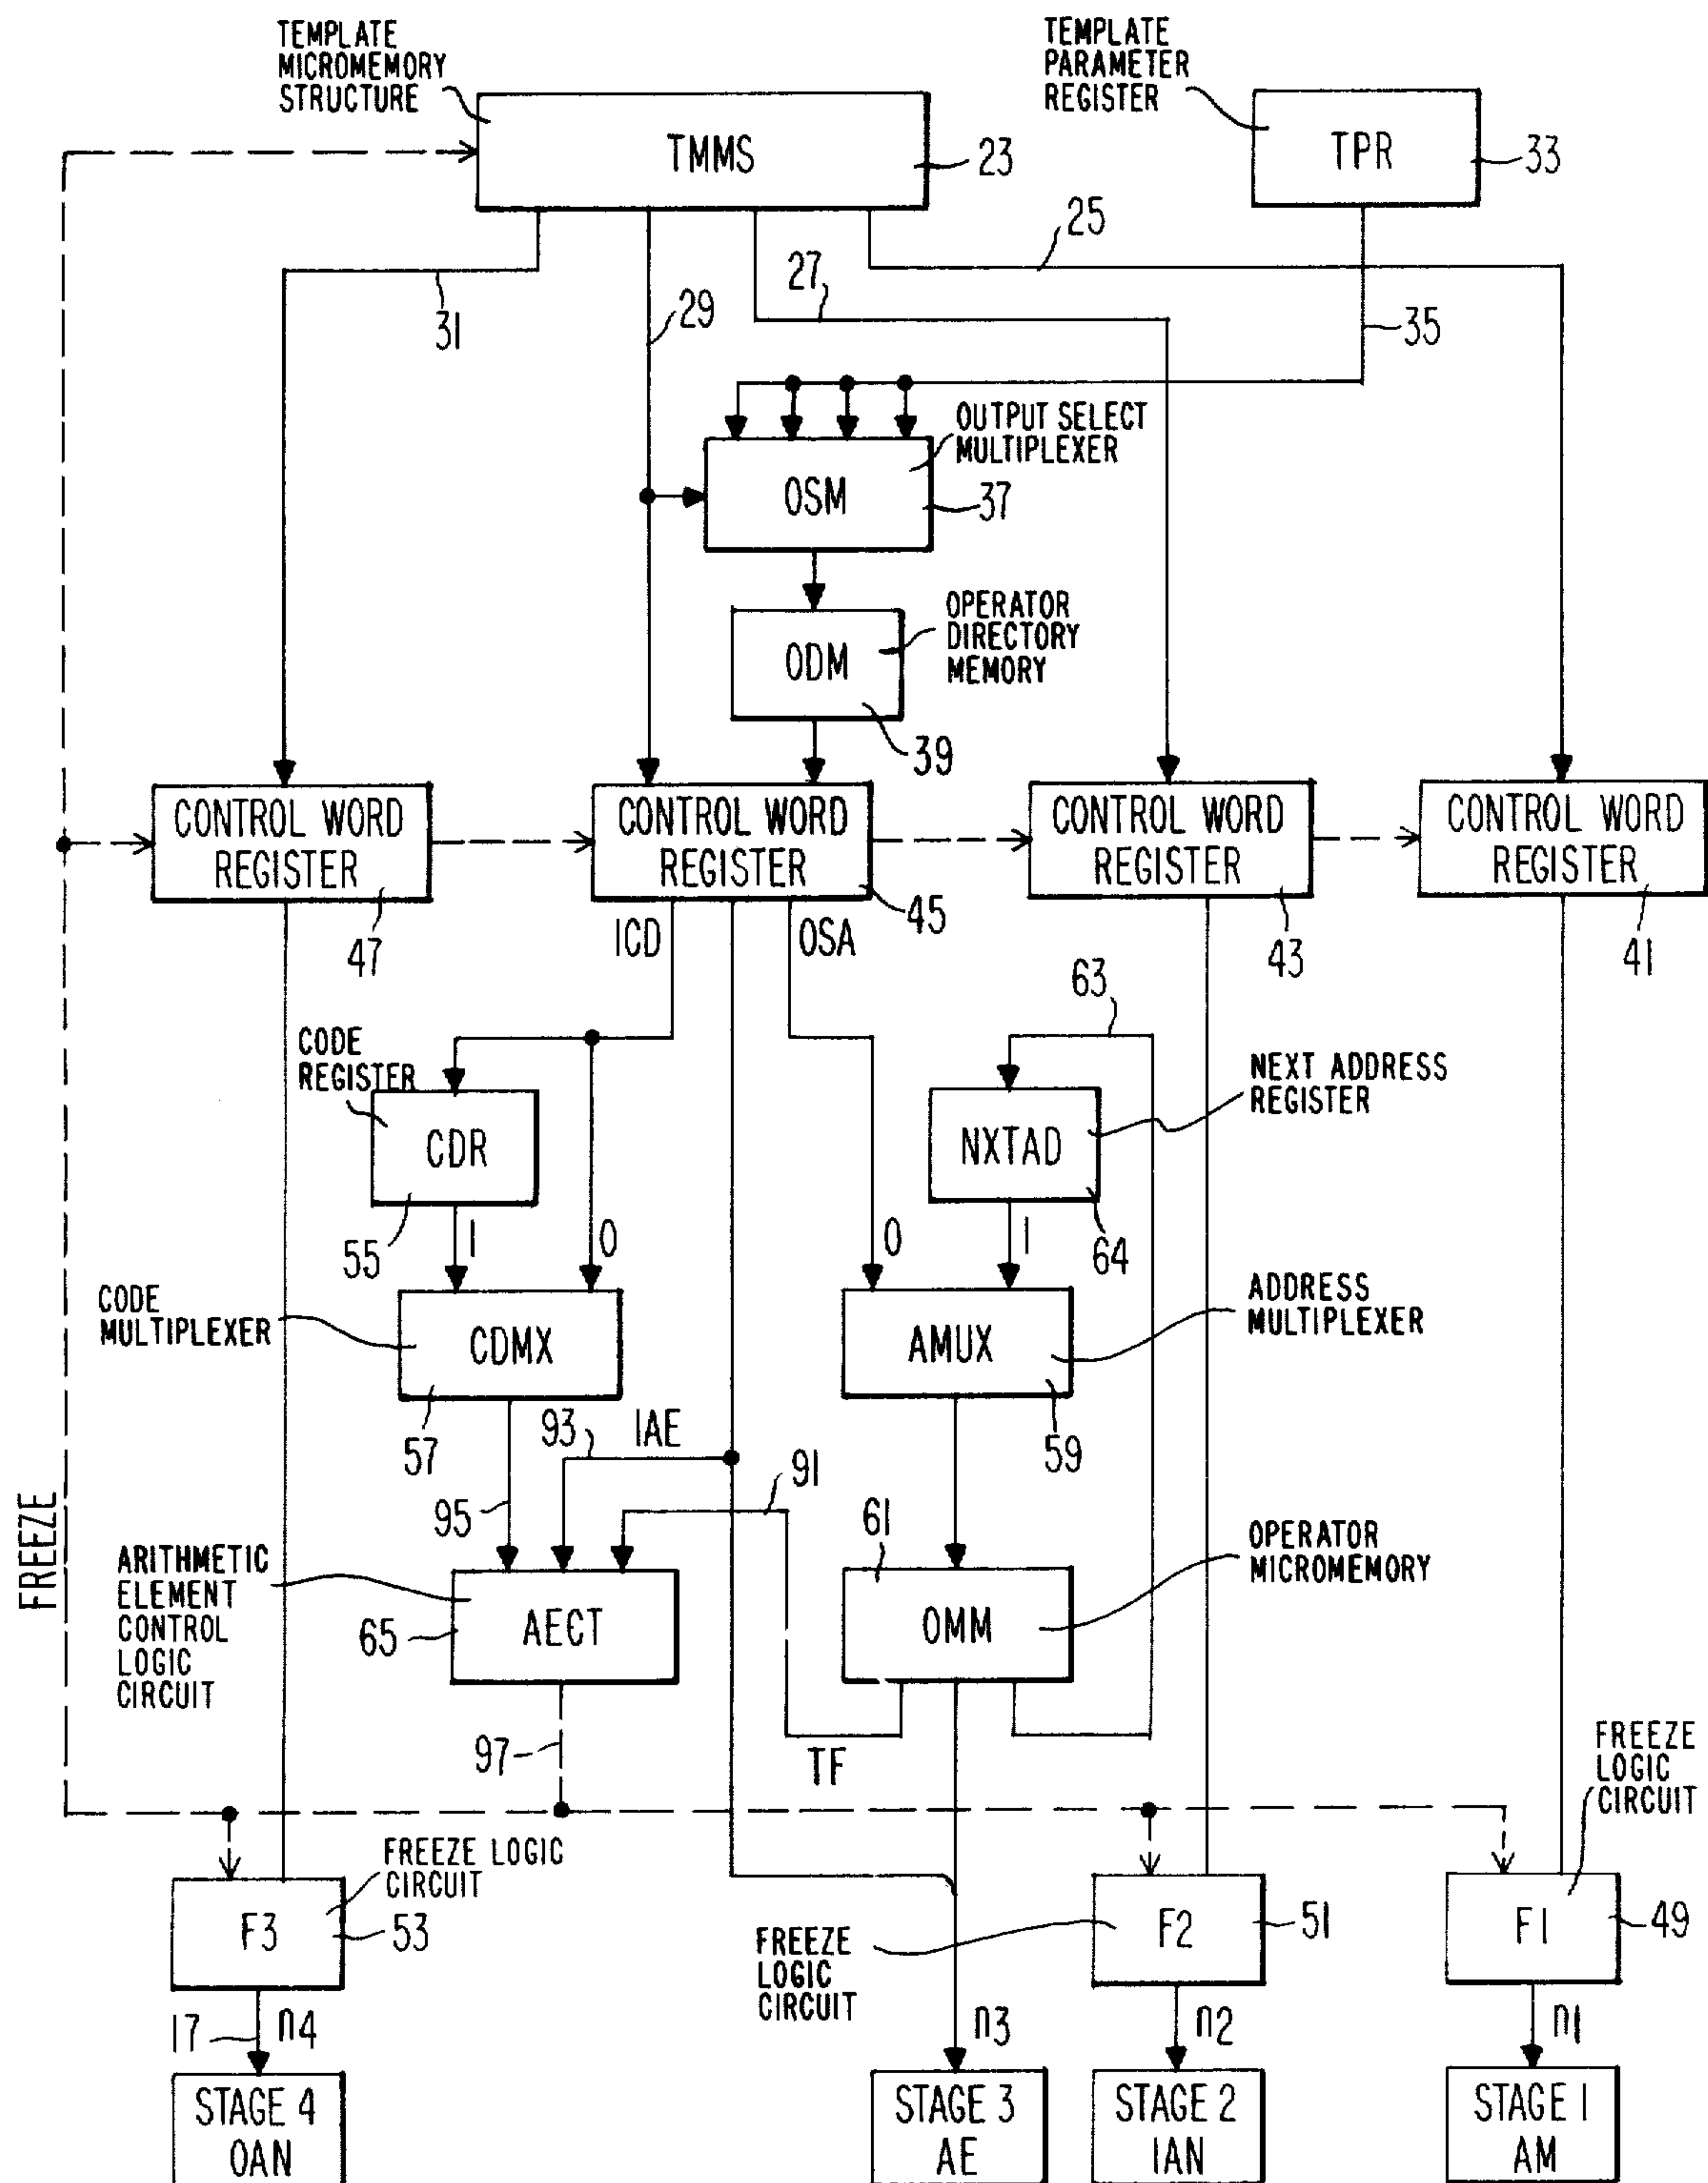 TEMPLATE
MICROMEMORY
STRUCTURE
TMMS
23
TEMPLATE
PARAMETER
REGISTER
TPR
33
31
29
27
25
35
OUTPUT SELECT
MULTIPLEXER
OSM
37
OPERATOR
DIRECTORY
MEMORY
ODM
39
CONTROL WORD
REGISTER
47
CONTROL WORD
REGISTER
45
CONTROL WORD
REGISTER
43
CONTROL WORD
REGISTER
41
ICD
OSA
63
CODE
REGISTER
CDR
55
1
0
NEXT ADDRESS
REGISTER
NXTAD
64
0
1
CODE
MULTIPLEXER
CDMX
57
ADDRESS
MULTIPLEXER
AMUX
59
93
IAE
91
95
61
FREEZE
ARITHMETIC
ELEMENT
CONTROL
LOGIC
CIRCUIT
65
AECT
OMM
OPERATOR
MICROMEMORY
97
TF
FREEZE
LOGIC
CIRCUIT
FREEZE LOGIC
CIRCUIT
F3
53
FREEZE
LOGIC
CIRCUIT
F2
51
F1
49
17
n4
n3
n2
n1
STAGE 4
OAN
STAGE 3
AE
STAGE 2
IAN
STAGE 1
AM